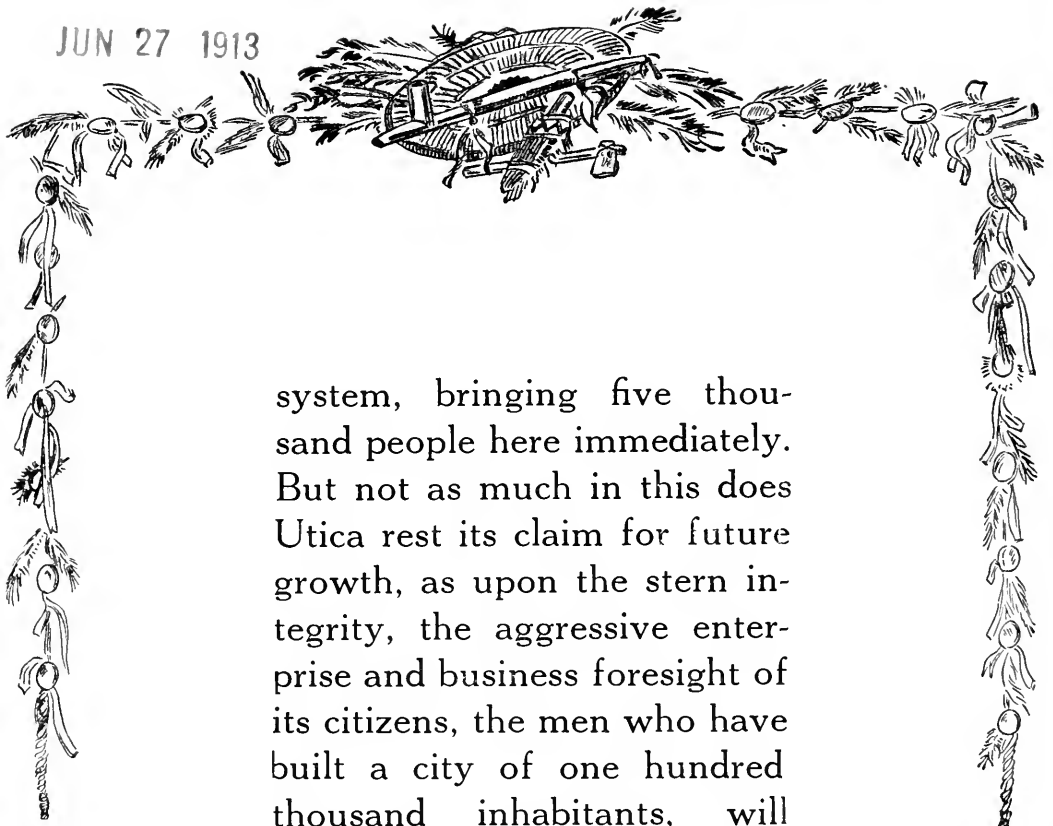 JUN 27 1913
system, bringing five thou-
sand people here immediately.
But not as much in this does
Utica rest its claim for future
growth, as upon the stern in-
tegrity, the aggressive enter-
prise and business foresight of
its citizens, the men who have
built a city of one hundred
thousand inhabitants, will